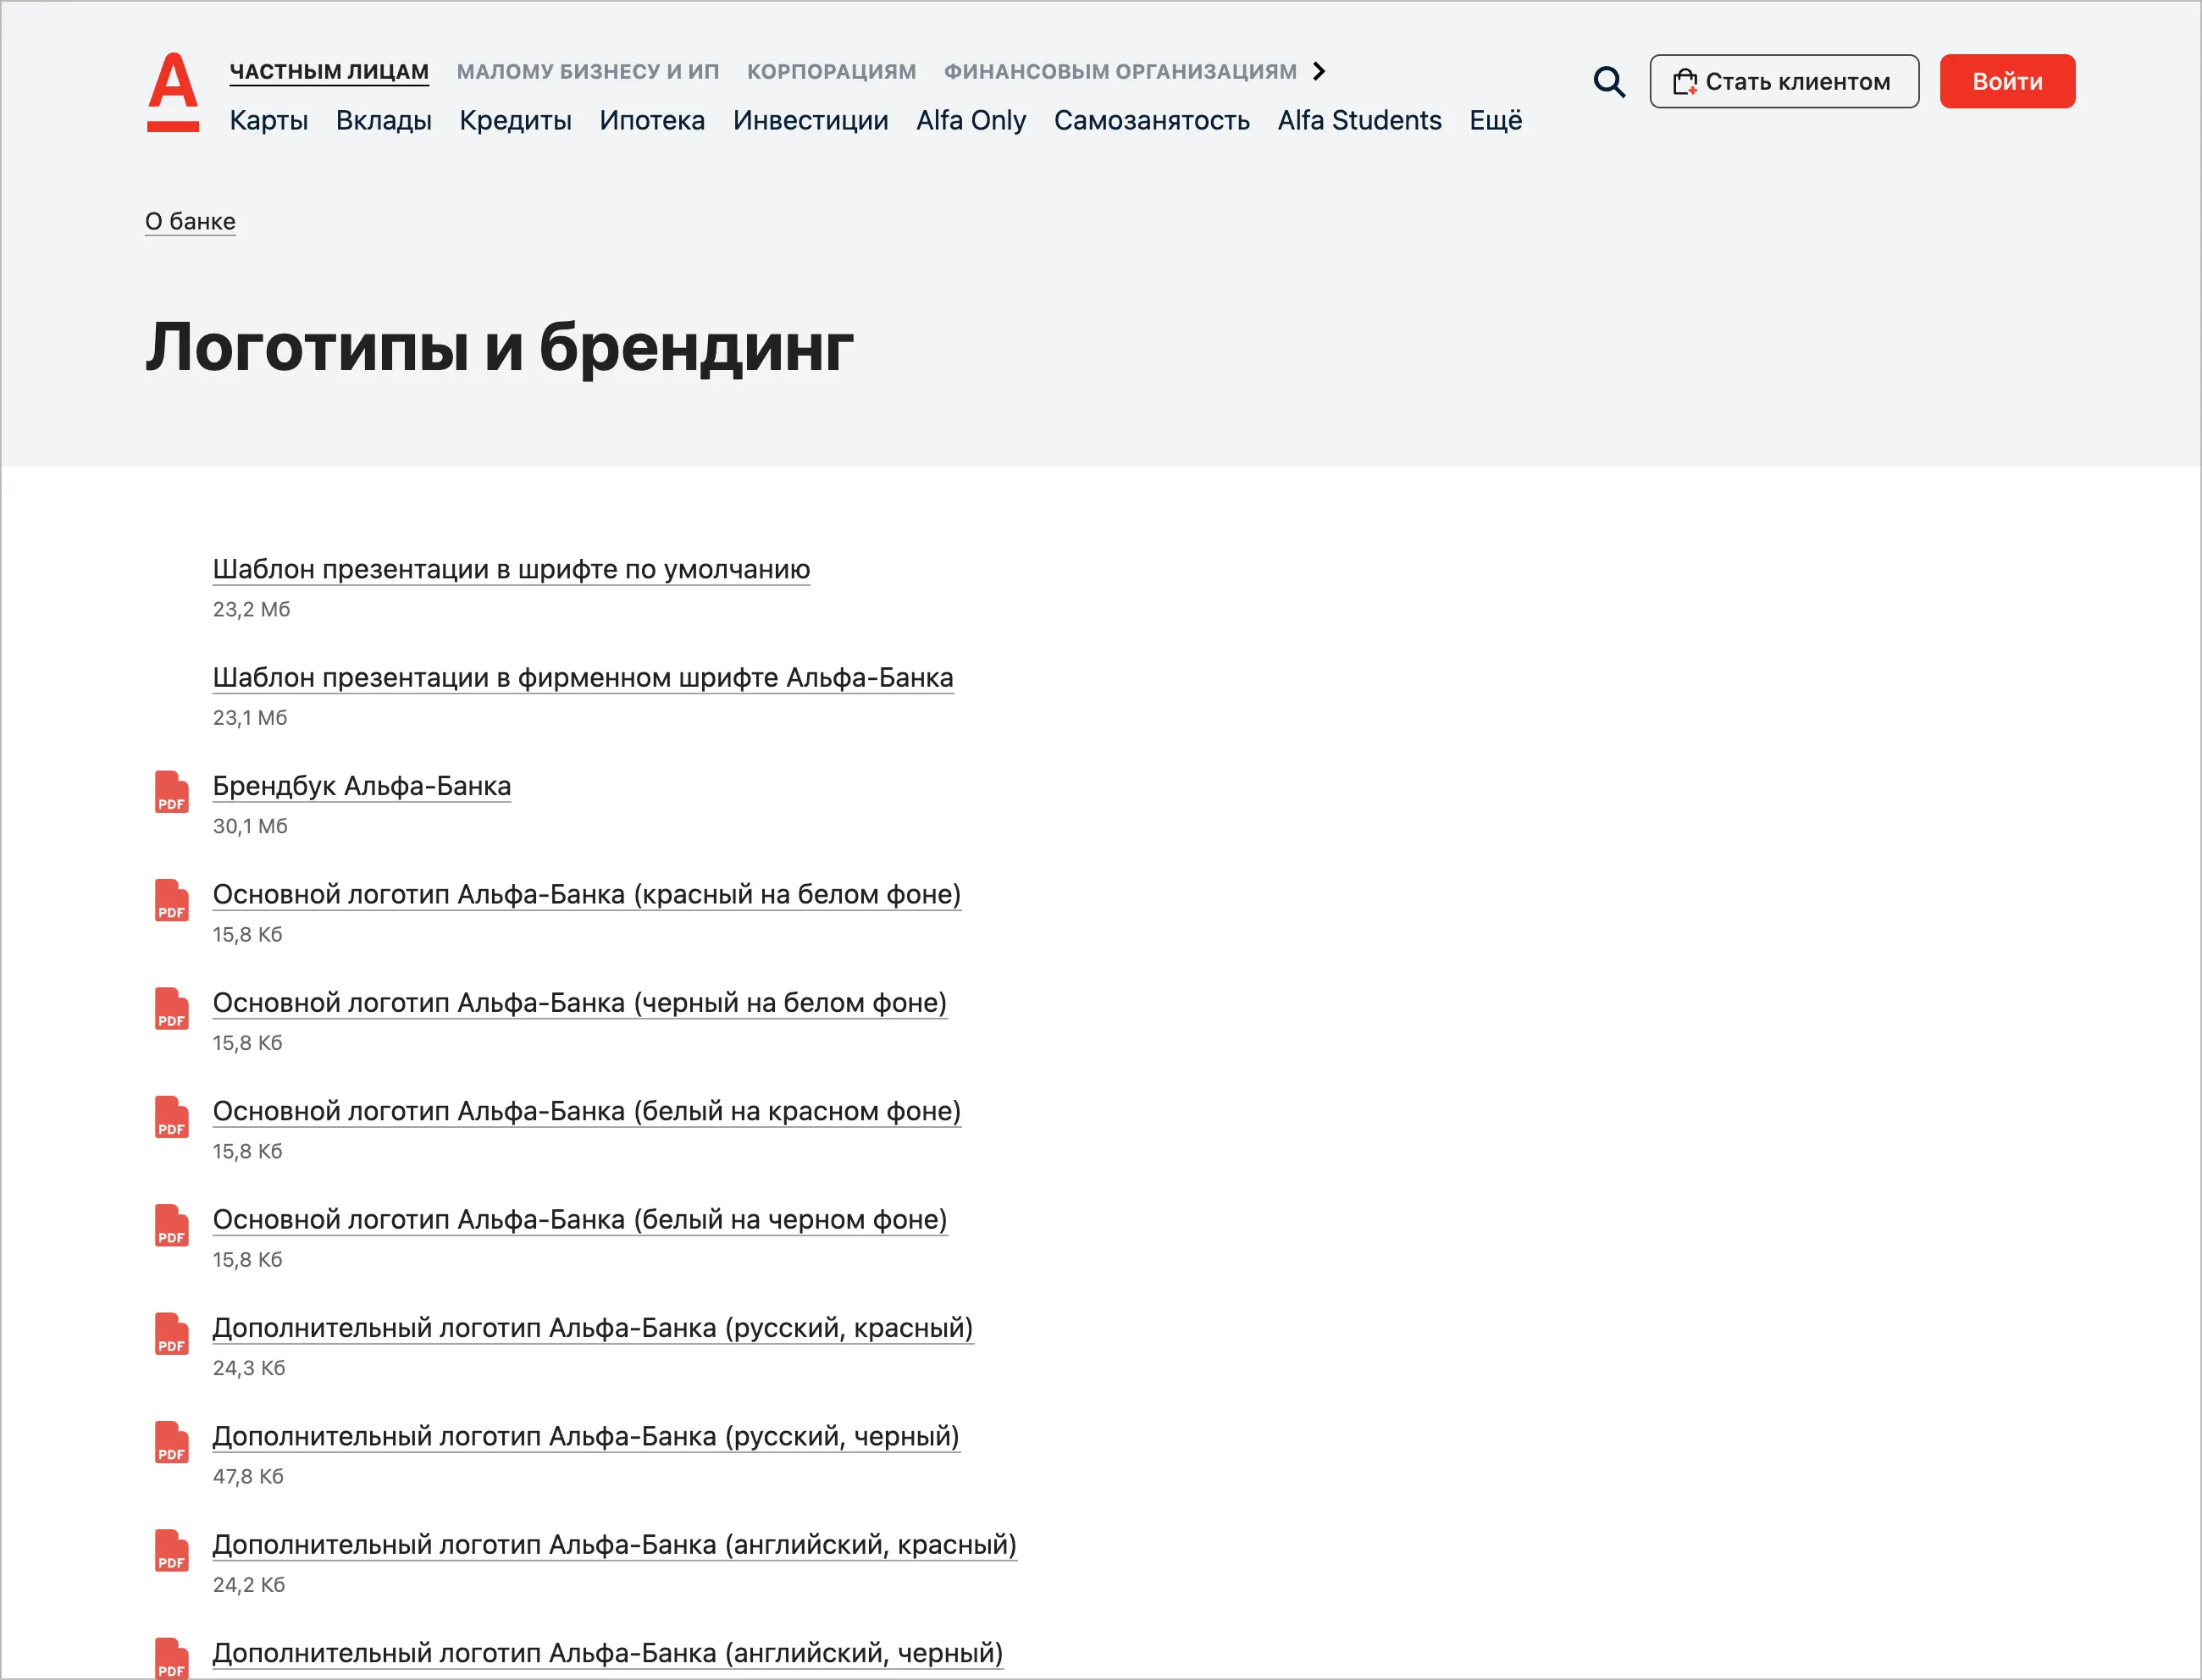 А
ЧАСТНЫМ ЛИЦАМ МАЛОМУ БИЗНЕСУ И ИП КОРПОРАЦИЯМ ФИНАНСОВЫМ ОРГАНИЗАЦИЯМ
Карты Вклады Кредиты Ипотека Инвестиции Alfa Only Самозанятость Alfa Students Ещё
Стать клиентом Войти
О банке
Логотипы и брендинг
Шаблон презентации в шрифте по умолчанию
23,2 Мб
Шаблон презентации в фирменном шрифте Альфа-Банка
23,1 Мб
PDF Брендбук Альфа-Банка
30,1 Мб
PDF Основной логотип Альфа-Банка (красный на белом фоне)
15,8 Кб
PDF Основной логотип Альфа-Банка (черный на белом фоне)
15,8 Кб
PDF Основной логотип Альфа-Банка (белый на красном фоне)
15,8 Кб
PDF Основной логотип Альфа-Банка (белый на черном фоне)
15,8 Кб
PDF Дополнительный логотип Альфа-Банка (русский, красный)
24,3 Кб
PDF Дополнительный логотип Альфа-Банка (русский, черный)
47,8 Кб
PDF Дополнительный логотип Альфа-Банка (английский, красный)
24,2 Кб
PDF Дополнительный логотип Альфа-Банка (английский, черный)